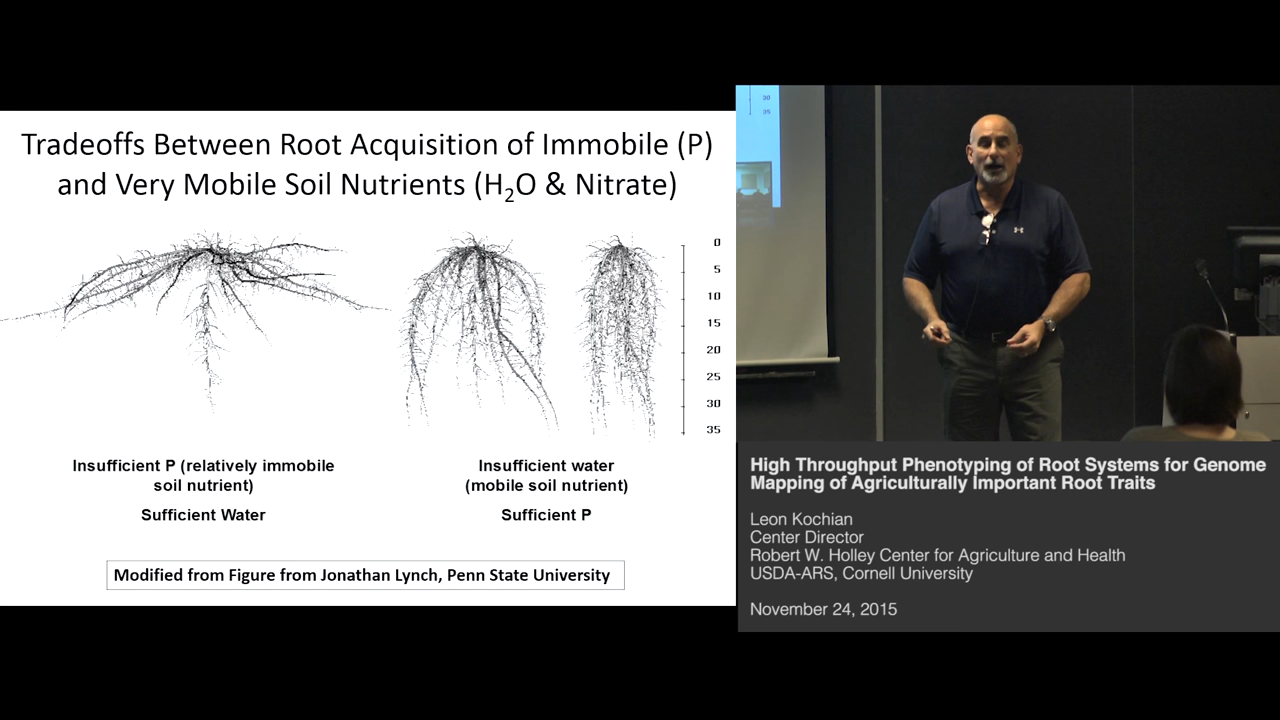 Tradeoffs Between Root Acquisition of Immobile (P)
and Very Mobile Soil Nutrients (H₂O & Nitrate)
0
5
10
15
20
25
30
35
Insufficient P (relatively immobile
soil nutrient)
Sufficient Water
Insufficient water
(mobile soil nutrient)
Sufficient P
Modified from Figure from Jonathan Lynch, Penn State University
30
35
High Throughput Phenotyping of Root Systems for Genome
Mapping of Agriculturally Important Root Traits
Leon Kochian
Center Director
Robert W. Holley Center for Agriculture and Health
USDA-ARS, Cornell University
November 24, 2015